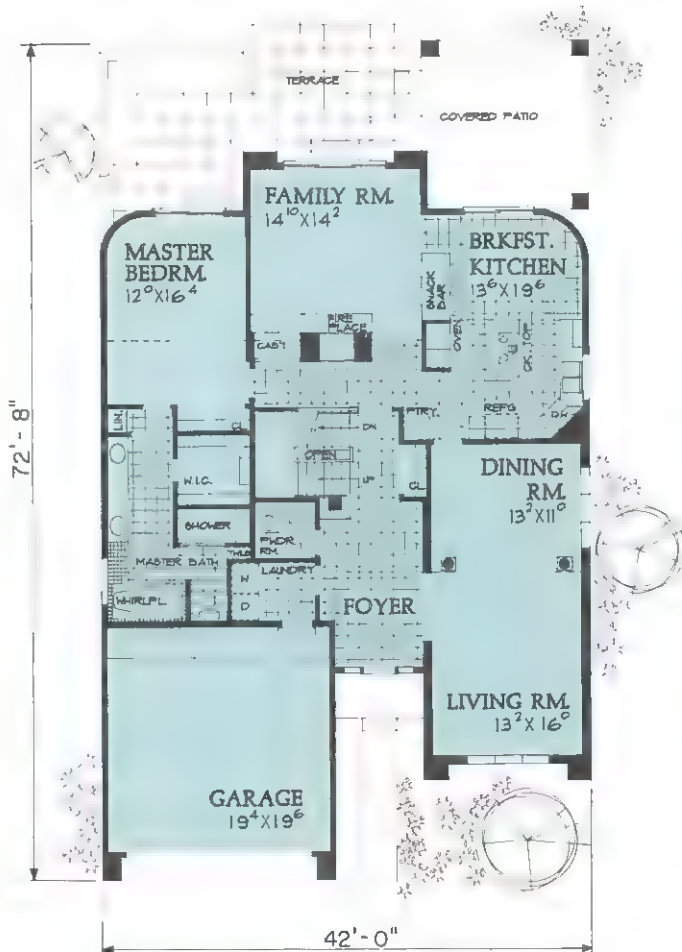 TERRACE
COVERED PATIO
FAMILY RM.
14¹⁰X14²
MASTER
BEDRM.
12⁰X16⁴
BRKFST.
KITCHEN
13⁶X19⁶
SNACK
BAR
FIRE
PLACE
OVEN
CK. TOP
72'-8"
LIN.
CL
PTRY.
REFG
DN
OPEN
UP
CL
W.I.C.
DINING
RM.
13²X11⁰
SHOWER
PWDR
RM.
MASTER BATH
LAUNDRY
W
D
WHIRLPL
FOYER
LIVING RM.
13²X16⁰
GARAGE
19⁴X19⁶
42'-0"